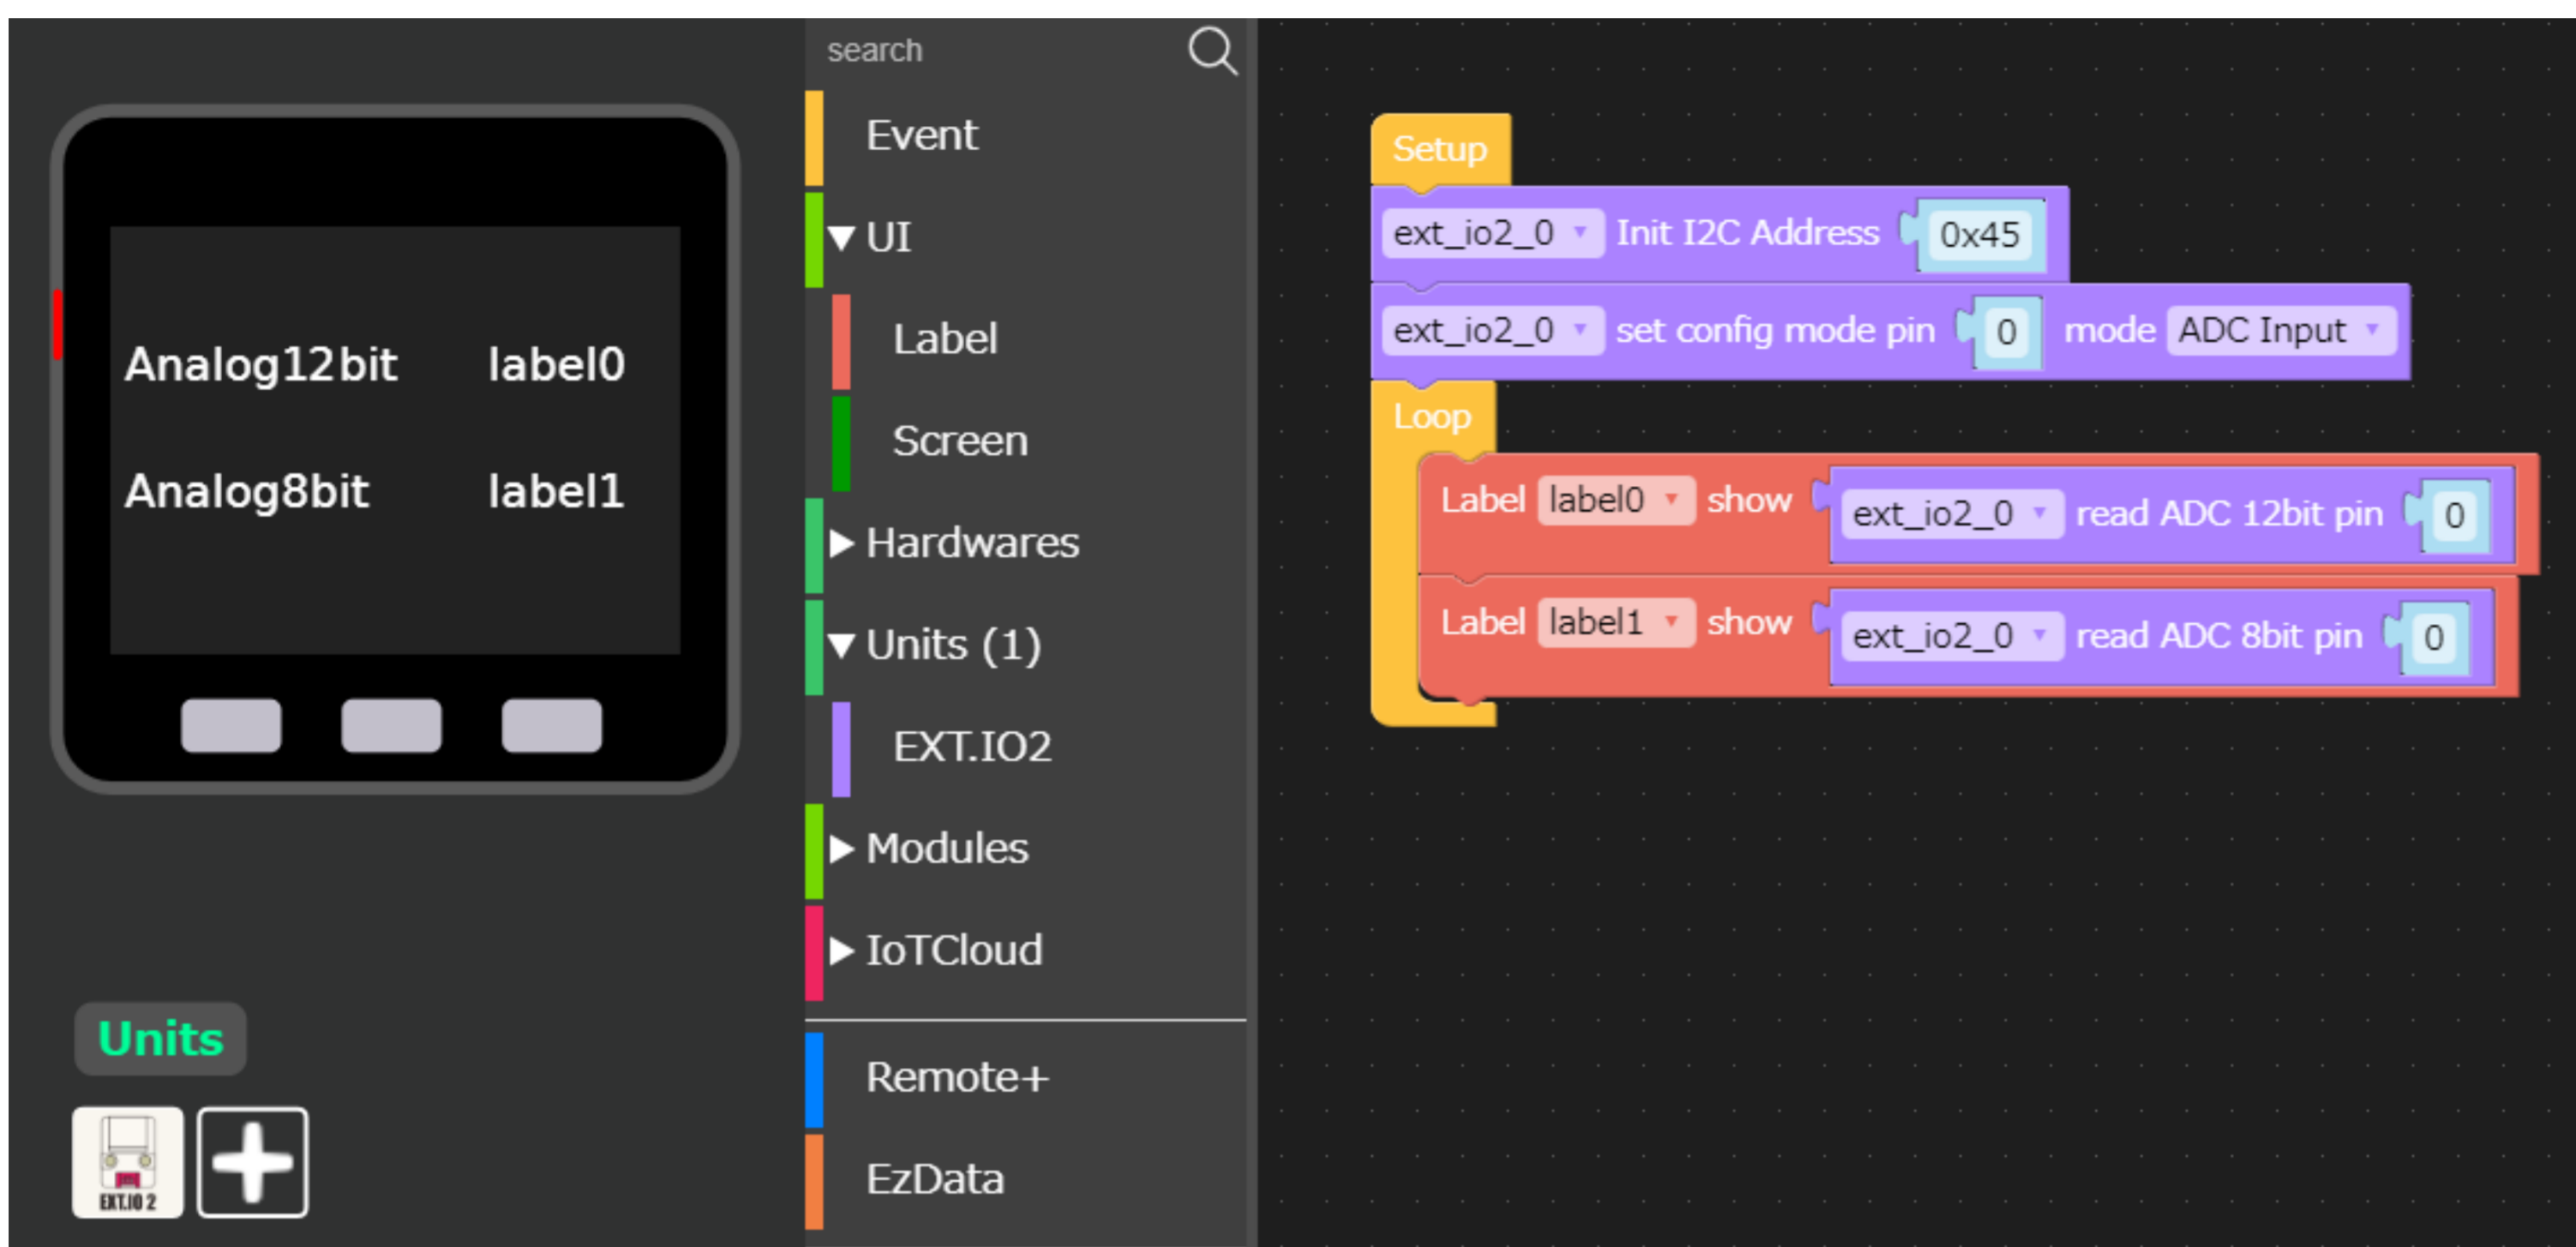 Analog12bit label0
Analog8bit label1
Units
EXT.IO 2
search
Event
UI
Label
Screen
Hardwares
Units (1)
EXT.IO2
Modules
IoTCloud
Remote+
EzData
Setup
ext_io2_0 Init I2C Address 0x45
ext_io2_0 set config mode pin 0 mode ADC Input
Loop
Label label0 show ext_io2_0 read ADC 12bit pin 0
Label label1 show ext_io2_0 read ADC 8bit pin 0